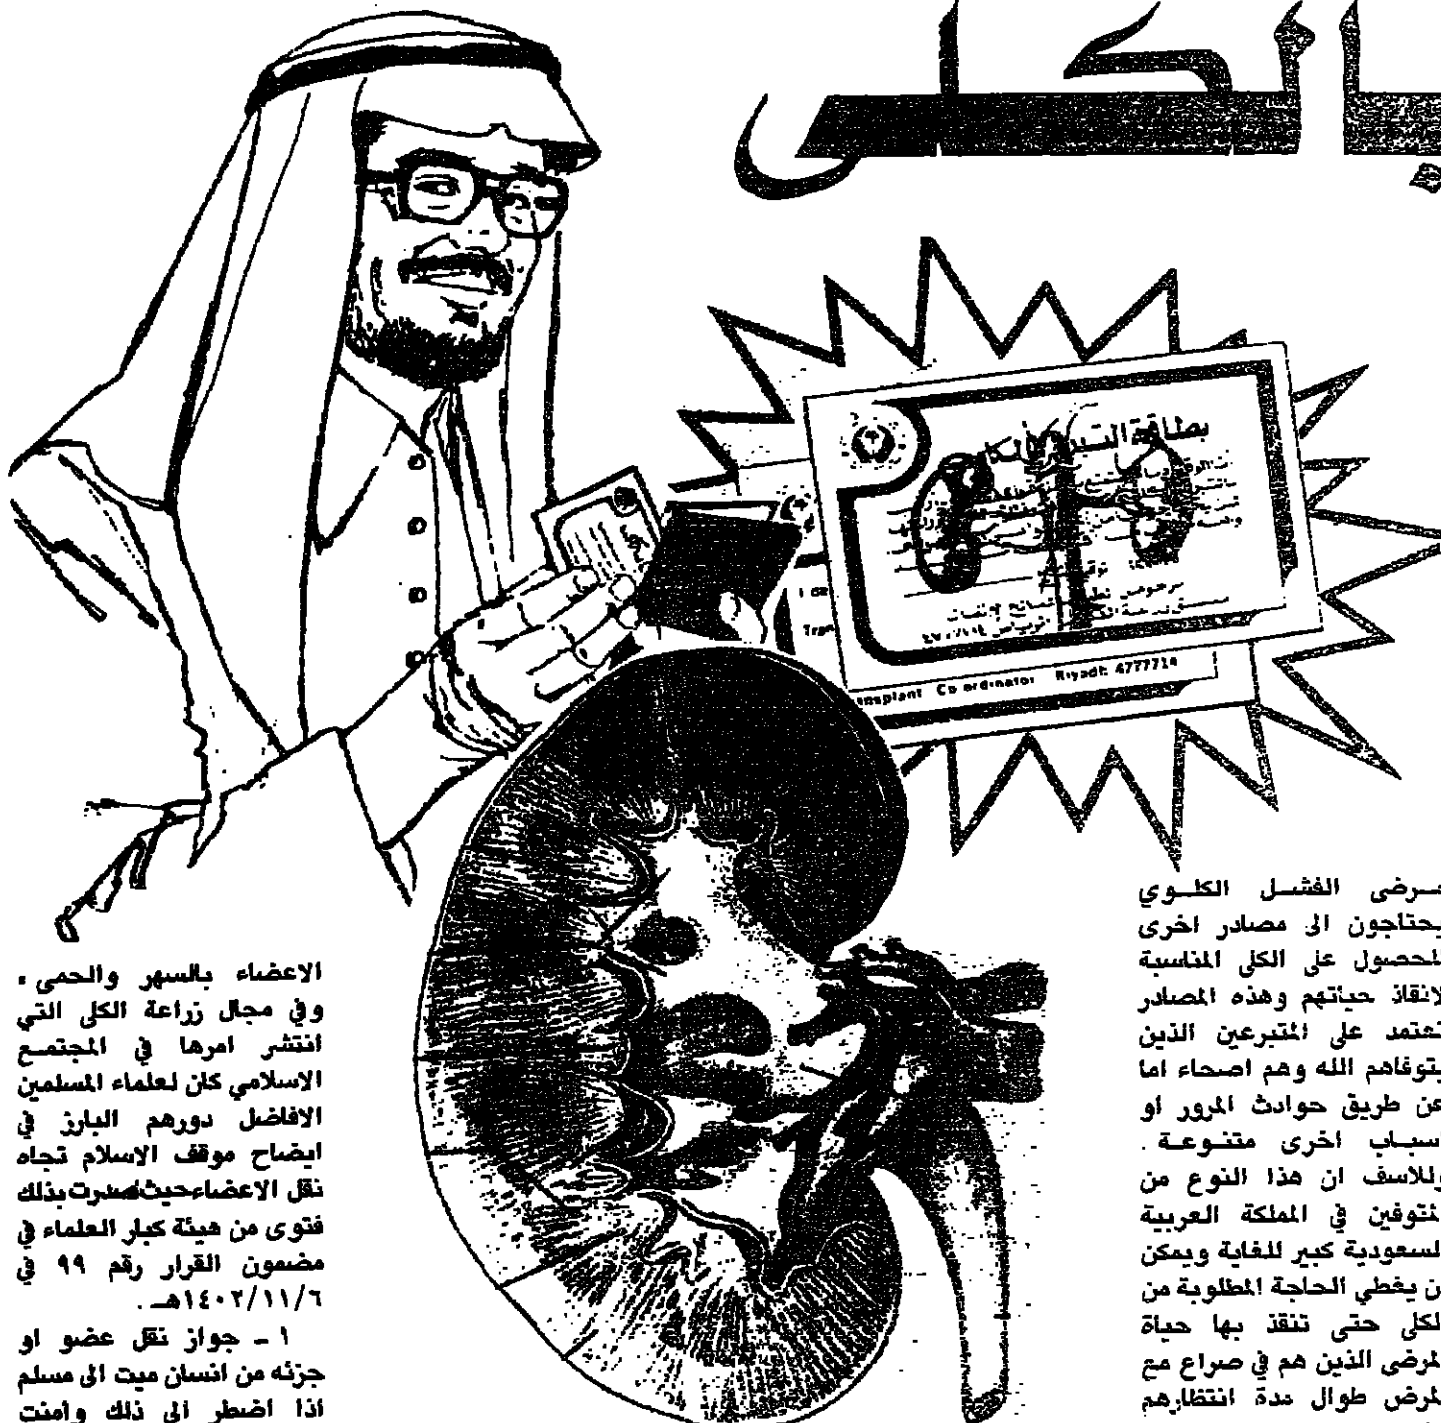 بالكلى
بطاقة التبرع بالكلى
توقيع
Transplant Co-ordinator Riyadh 4777714
مرضى الفشل الكلوي
يحتاجون الى مصادر اخرى
للحصول على الكلى المناسبة
لانقاذ حياتهم وهذه المصادر
تعتمد على المتبرعين الذين
يتوفاهم الله وهم اصحاء اما
عن طريق حوادث المرور او
اسباب اخرى متنوعة .
وللاسف ان هذا النوع من
المتوفين في المملكة العربية
السعودية كبير للغاية ويمكن
ان يغطي الحاجة المطلوبة من
الكلى حتى تنقذ بها حياة
المرضى الذين هم في صراع مع
المرض طوال مدة انتظارهم
الاعضاء بالسهر والحمى .
وفي مجال زراعة الكلى التي
انتشر امرها في المجتمع
الاسلامي كان لعلماء المسلمين
الافاضل دورهم البارز في
ايضاح موقف الاسلام تجاه
نقل الاعضاء حيث صدرت بذلك
فتوى من هيئة كبار العلماء في
مضمون القرار رقم ٩٩ في
١٤٠٢/١١/٦هـ .
١ ـ جواز نقل عضو او
جزئه من انسان ميت الى مسلم
اذا اضطر الى ذلك وامنت